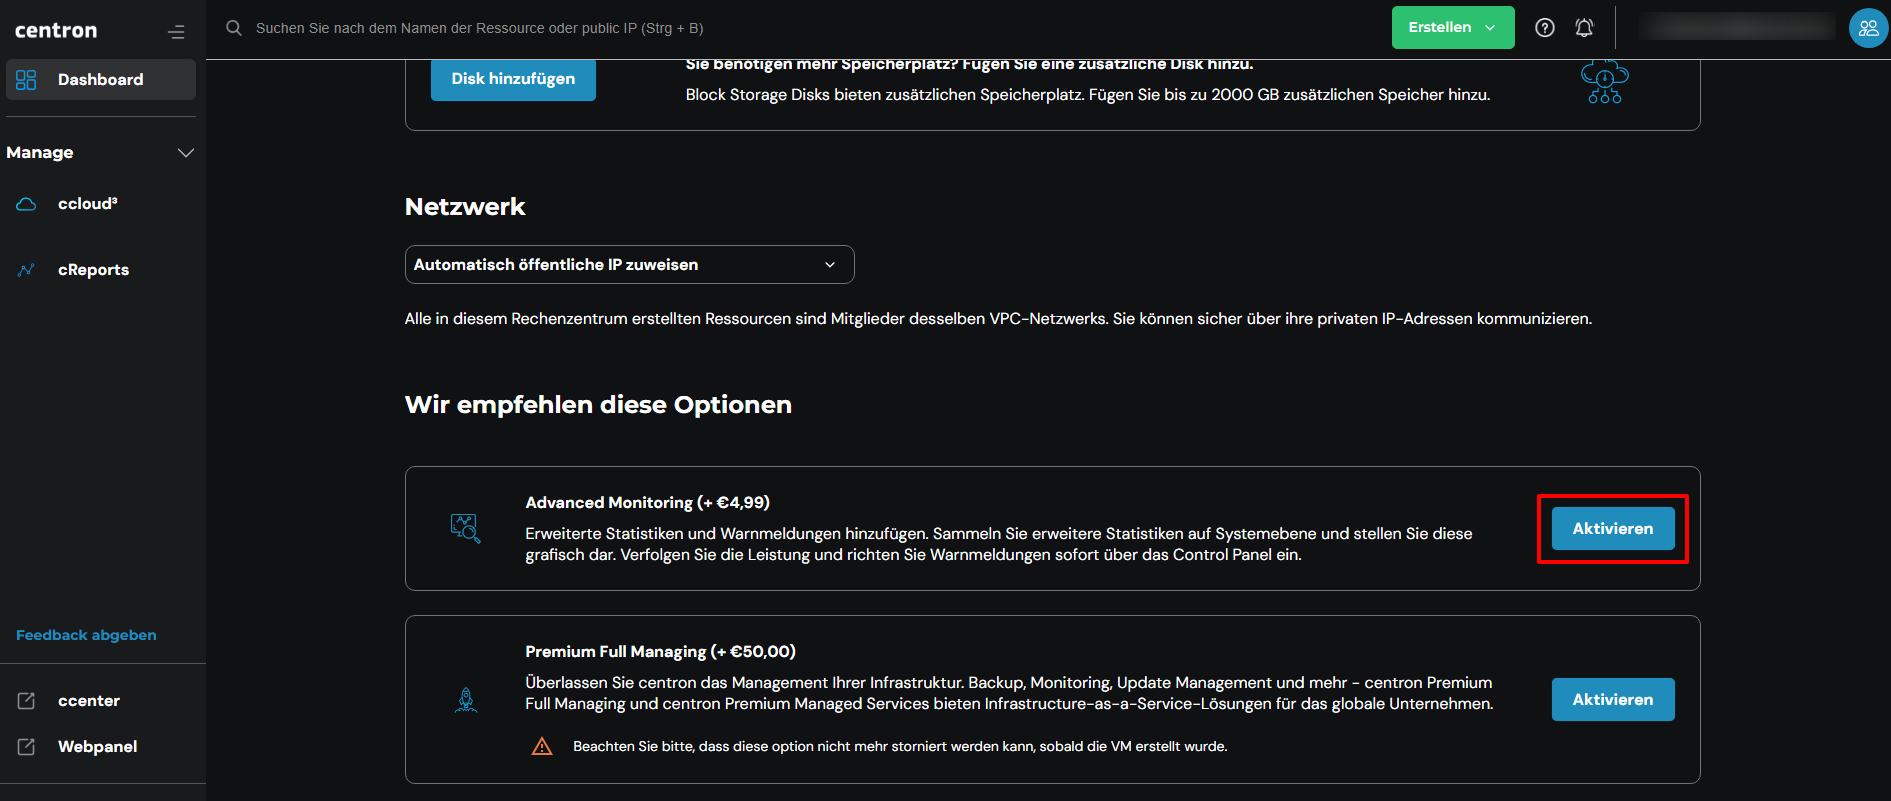 centron
Suchen Sie nach dem Namen der Ressource oder public IP (Strg + B)
Erstellen
Dashboard
Manage
ccloud³
cReports
Feedback abgeben
ccenter
Webpanel
Disk hinzufügen
Sie benötigen mehr Speicherplatz? Fügen Sie eine zusätzliche Disk hinzu.
Block Storage Disks bieten zusätzlichen Speicherplatz. Fügen Sie bis zu 2000 GB zusätzlichen Speicher hinzu.
Netzwerk
Automatisch öffentliche IP zuweisen
Alle in diesem Rechenzentrum erstellten Ressourcen sind Mitglieder desselben VPC-Netzwerks. Sie können sicher über ihre privaten IP-Adressen kommunizieren.
Wir empfehlen diese Optionen
Advanced Monitoring (+ €4,99)
Erweiterte Statistiken und Warnmeldungen hinzufügen. Sammeln Sie erweitere Statistiken auf Systemebene und stellen Sie diese
grafisch dar. Verfolgen Sie die Leistung und richten Sie Warnmeldungen sofort über das Control Panel ein.
Aktivieren
Premium Full Managing (+ €50,00)
Überlassen Sie centron das Management Ihrer Infrastruktur. Backup, Monitoring, Update Management und mehr - centron Premium
Full Managing und centron Premium Managed Services bieten Infrastructure-as-a-Service-Lösungen für das globale Unternehmen.
Aktivieren
Beachten Sie bitte, dass diese option nicht mehr storniert werden kann, sobald die VM erstellt wurde.